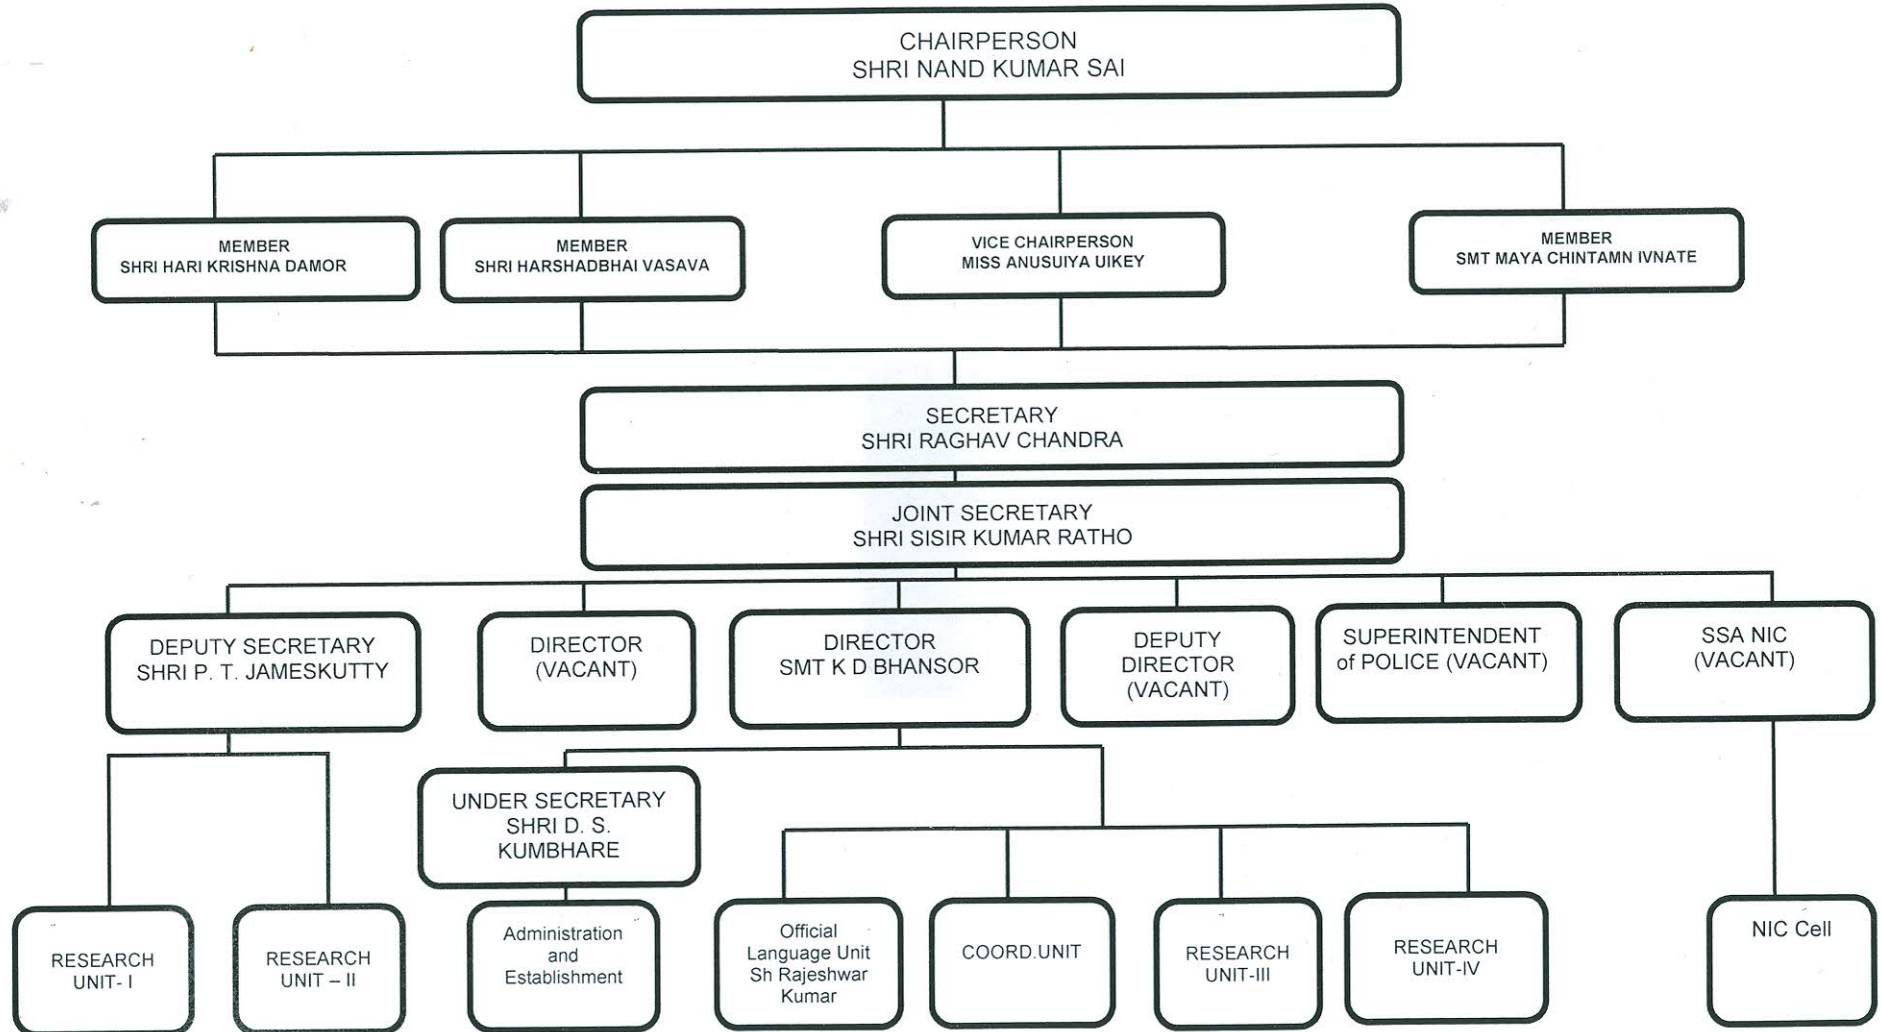 CHAIRPERSON
SHRI NAND KUMAR SAI
MEMBER
SHRI HARI KRISHNA DAMOR
MEMBER
SHRI HARSHADBHAI VASAVA
VICE CHAIRPERSON
MISS ANUSUIYA UIKEY
MEMBER
SMT MAYA CHINTAMN IVNATE
SECRETARY
SHRI RAGHAV CHANDRA
JOINT SECRETARY
SHRI SISIR KUMAR RATHO
DEPUTY SECRETARY
SHRI P. T. JAMESKUTTY
DIRECTOR
(VACANT)
DIRECTOR
SMT K D BHANSOR
DEPUTY
DIRECTOR
(VACANT)
SUPERINTENDENT
of POLICE (VACANT)
SSA NIC
(VACANT)
UNDER SECRETARY
SHRI D. S.
KUMBHARE
RESEARCH
UNIT- I
RESEARCH
UNIT – II
Administration
and
Establishment
Official
Language Unit
Sh Rajeshwar
Kumar
COORD.UNIT
RESEARCH
UNIT-III
RESEARCH
UNIT-IV
NIC Cell